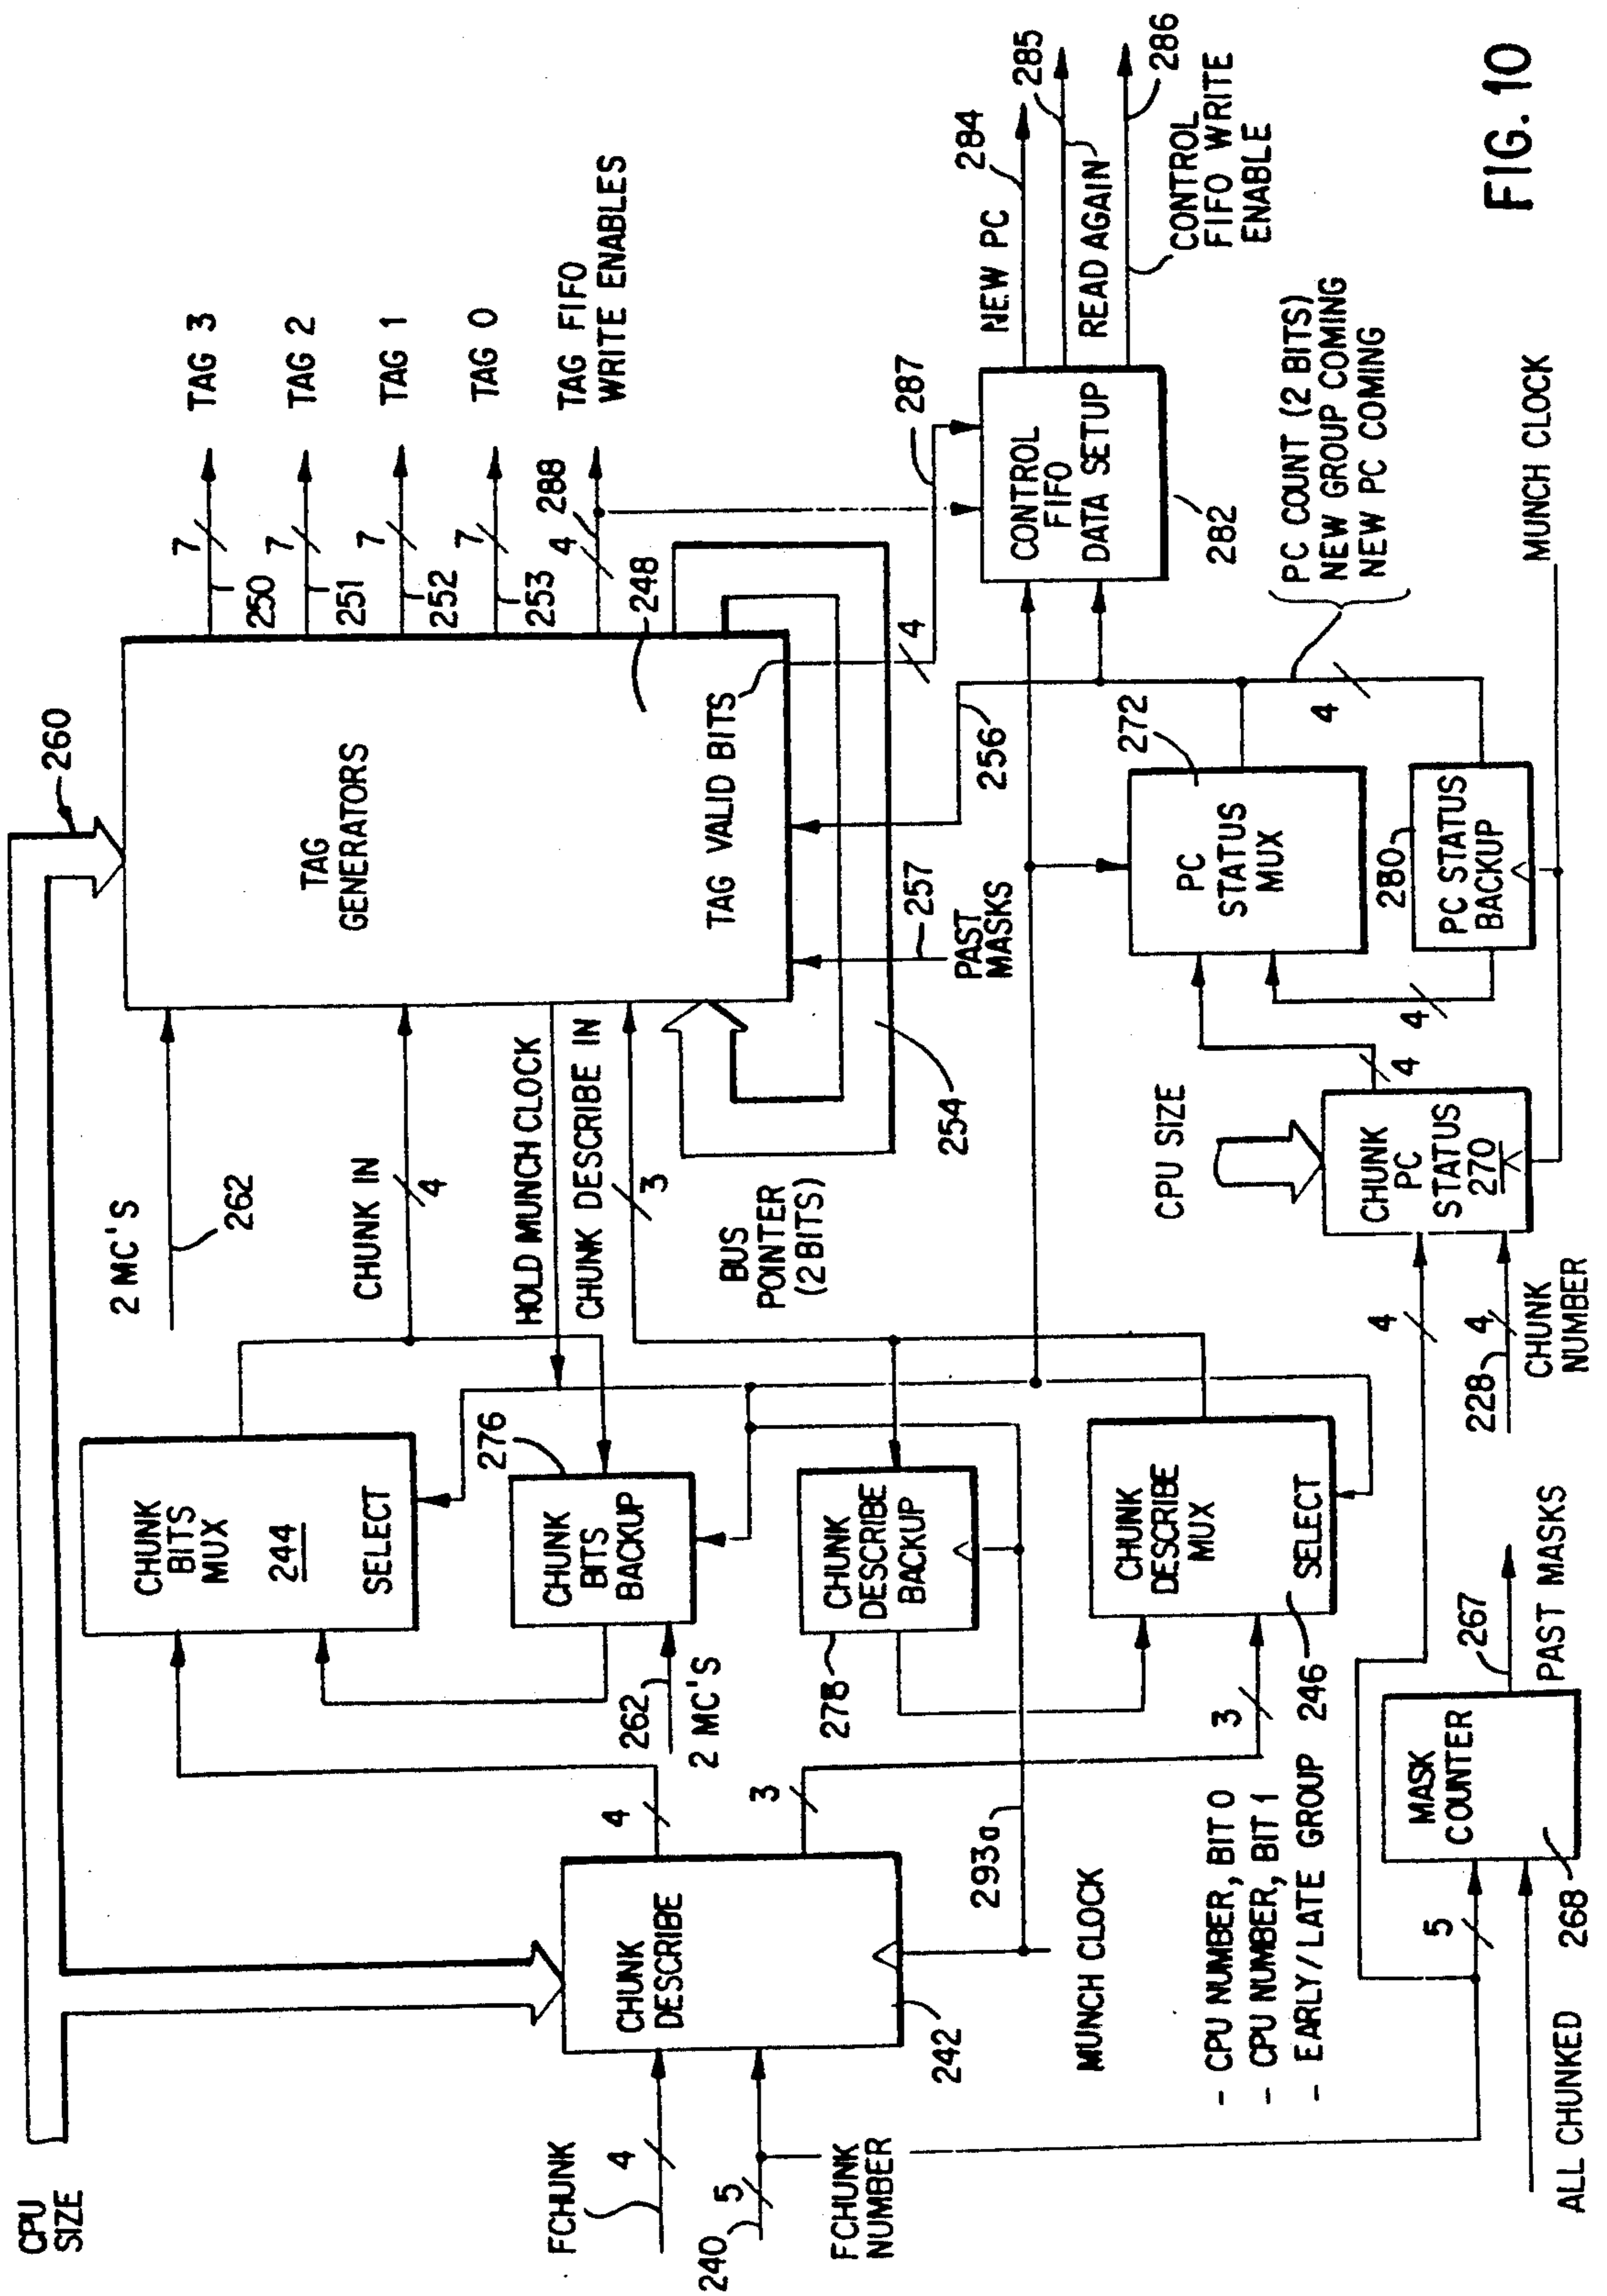 CPU
SIZE
260
TAG
GENERATORS
TAG VALID BITS
248
7
250
TAG 3
7
251
TAG 2
7
252
TAG 1
7
253
TAG 0
4
288
TAG FIFO
WRITE ENABLES
2 MC'S
262
CHUNK IN
4
HOLD MUNCH CLOCK
CHUNK DESCRIBE IN
3
BUS
POINTER
(2 BITS)
254
257
PAST
MASKS
256
4
287
CHUNK
BITS
MUX
244
SELECT
276
CHUNK
BITS
BACKUP
262
2 MC'S
278
CHUNK
DESCRIBE
BACKUP
CHUNK
DESCRIBE
MUX
SELECT
246
3
4
3
CHUNK
DESCRIBE
242
FCHUNK
4
240
5
FCHUNK
NUMBER
293a
MUNCH CLOCK
- CPU NUMBER, BIT 0
- CPU NUMBER, BIT 1
- EARLY/LATE GROUP
5
MASK
COUNTER
268
ALL CHUNKED
267
PAST MASKS
4
228
4
CHUNK
NUMBER
CPU SIZE
CHUNK
PC
STATUS
270
4
4
PC
STATUS
MUX
272
280
PC STATUS
BACKUP
4
MUNCH CLOCK
PC COUNT (2 BITS)
NEW GROUP COMING
NEW PC COMING
CONTROL
FIFO
DATA SETUP
282
NEW PC
284
285
READ AGAIN
286
CONTROL
FIFO WRITE
ENABLE
FIG. 10